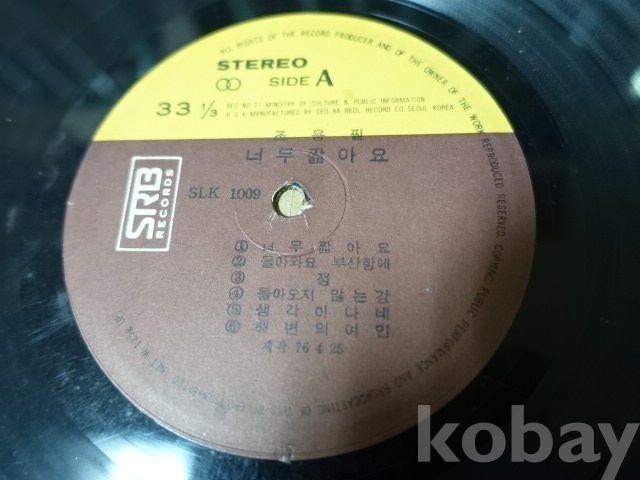 ALL RIGHTS OF THE RECORD PRODUCER AND OF THE OWNER OF THE WORK REPRODUCED RESERVED. COPYING, PUBLIC PERFORMANCE AND BROADCASTING OF THIS RECORD
STEREO
SIDE A
33 1/3
REG NO 21 MINISTRY OF CULTURE & PUBLIC INFORMATION
R.O.K MANUFACTURED BY SEO RA BEOL RECORD CO SEOUL KOREA
조용필
너무짧아요
SRB
RECORDS
SLK 1009
① 너무짧아요
② 돌아와요 부산항에
③ 정
④ 돌아오지 않는강
⑤ 생각이나네
⑥ 해변의여인
제작 76 4 25
kobay